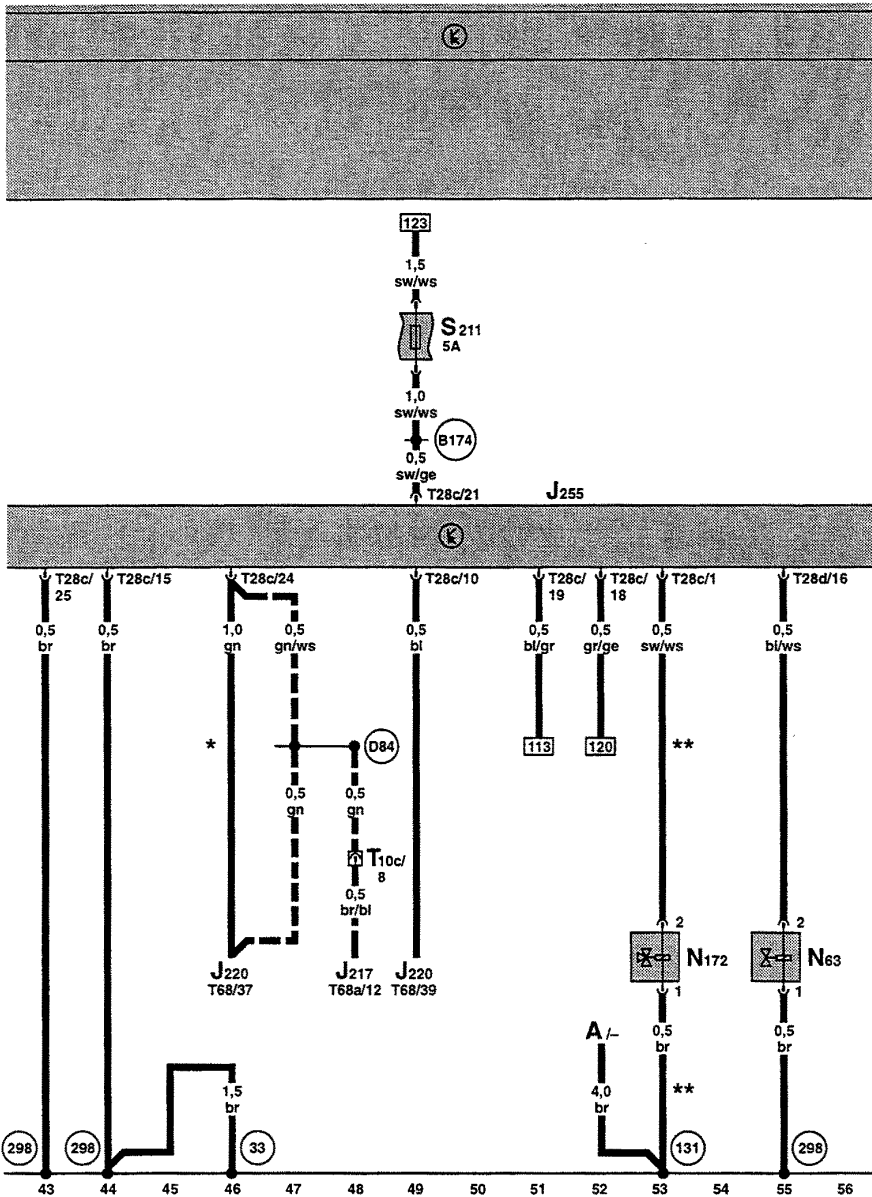 123
1,5
sw/ws
S211
5A
1,0
sw/ws
B174
0,5
sw/ge
T28c/21 J255
T28c/ T28c/15 T28c/24 T28c/10 T28c/ T28c/ T28c/1 T28d/16
25 19 18
0,5 0,5 1,0 0,5 0,5 0,5 0,5 0,5 0,5
br br gn gn/ws bl bl/gr gr/ge sw/ws bl/ws
* D84 113 120 **
0,5 0,5
gn gn
T10c/
8
0,5
br/bl
2 2
J220 J217 J220 N172 N63
T68/37 T68a/12 T68/39
1 1
A/– 0,5 0,5
br br
1,5 4,0 **
br br
298 298 33 131 298
43 44 45 46 47 48 49 50 51 52 53 54 55 56